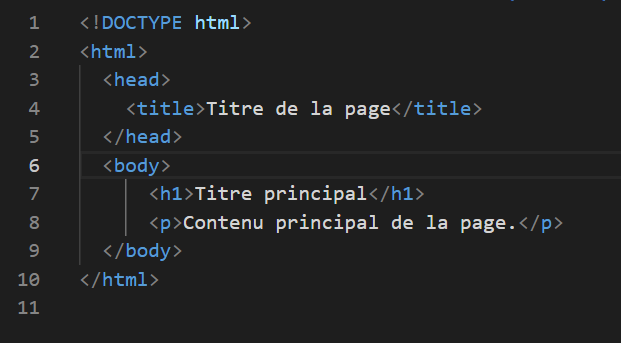 1 <!DOCTYPE html>
2 <html>
3 <head>
4 <title>Titre de la page</title>
5 </head>
6 <body>
7 <h1>Titre principal</h1>
8 <p>Contenu principal de la page.</p>
9 </body>
10 </html>
11